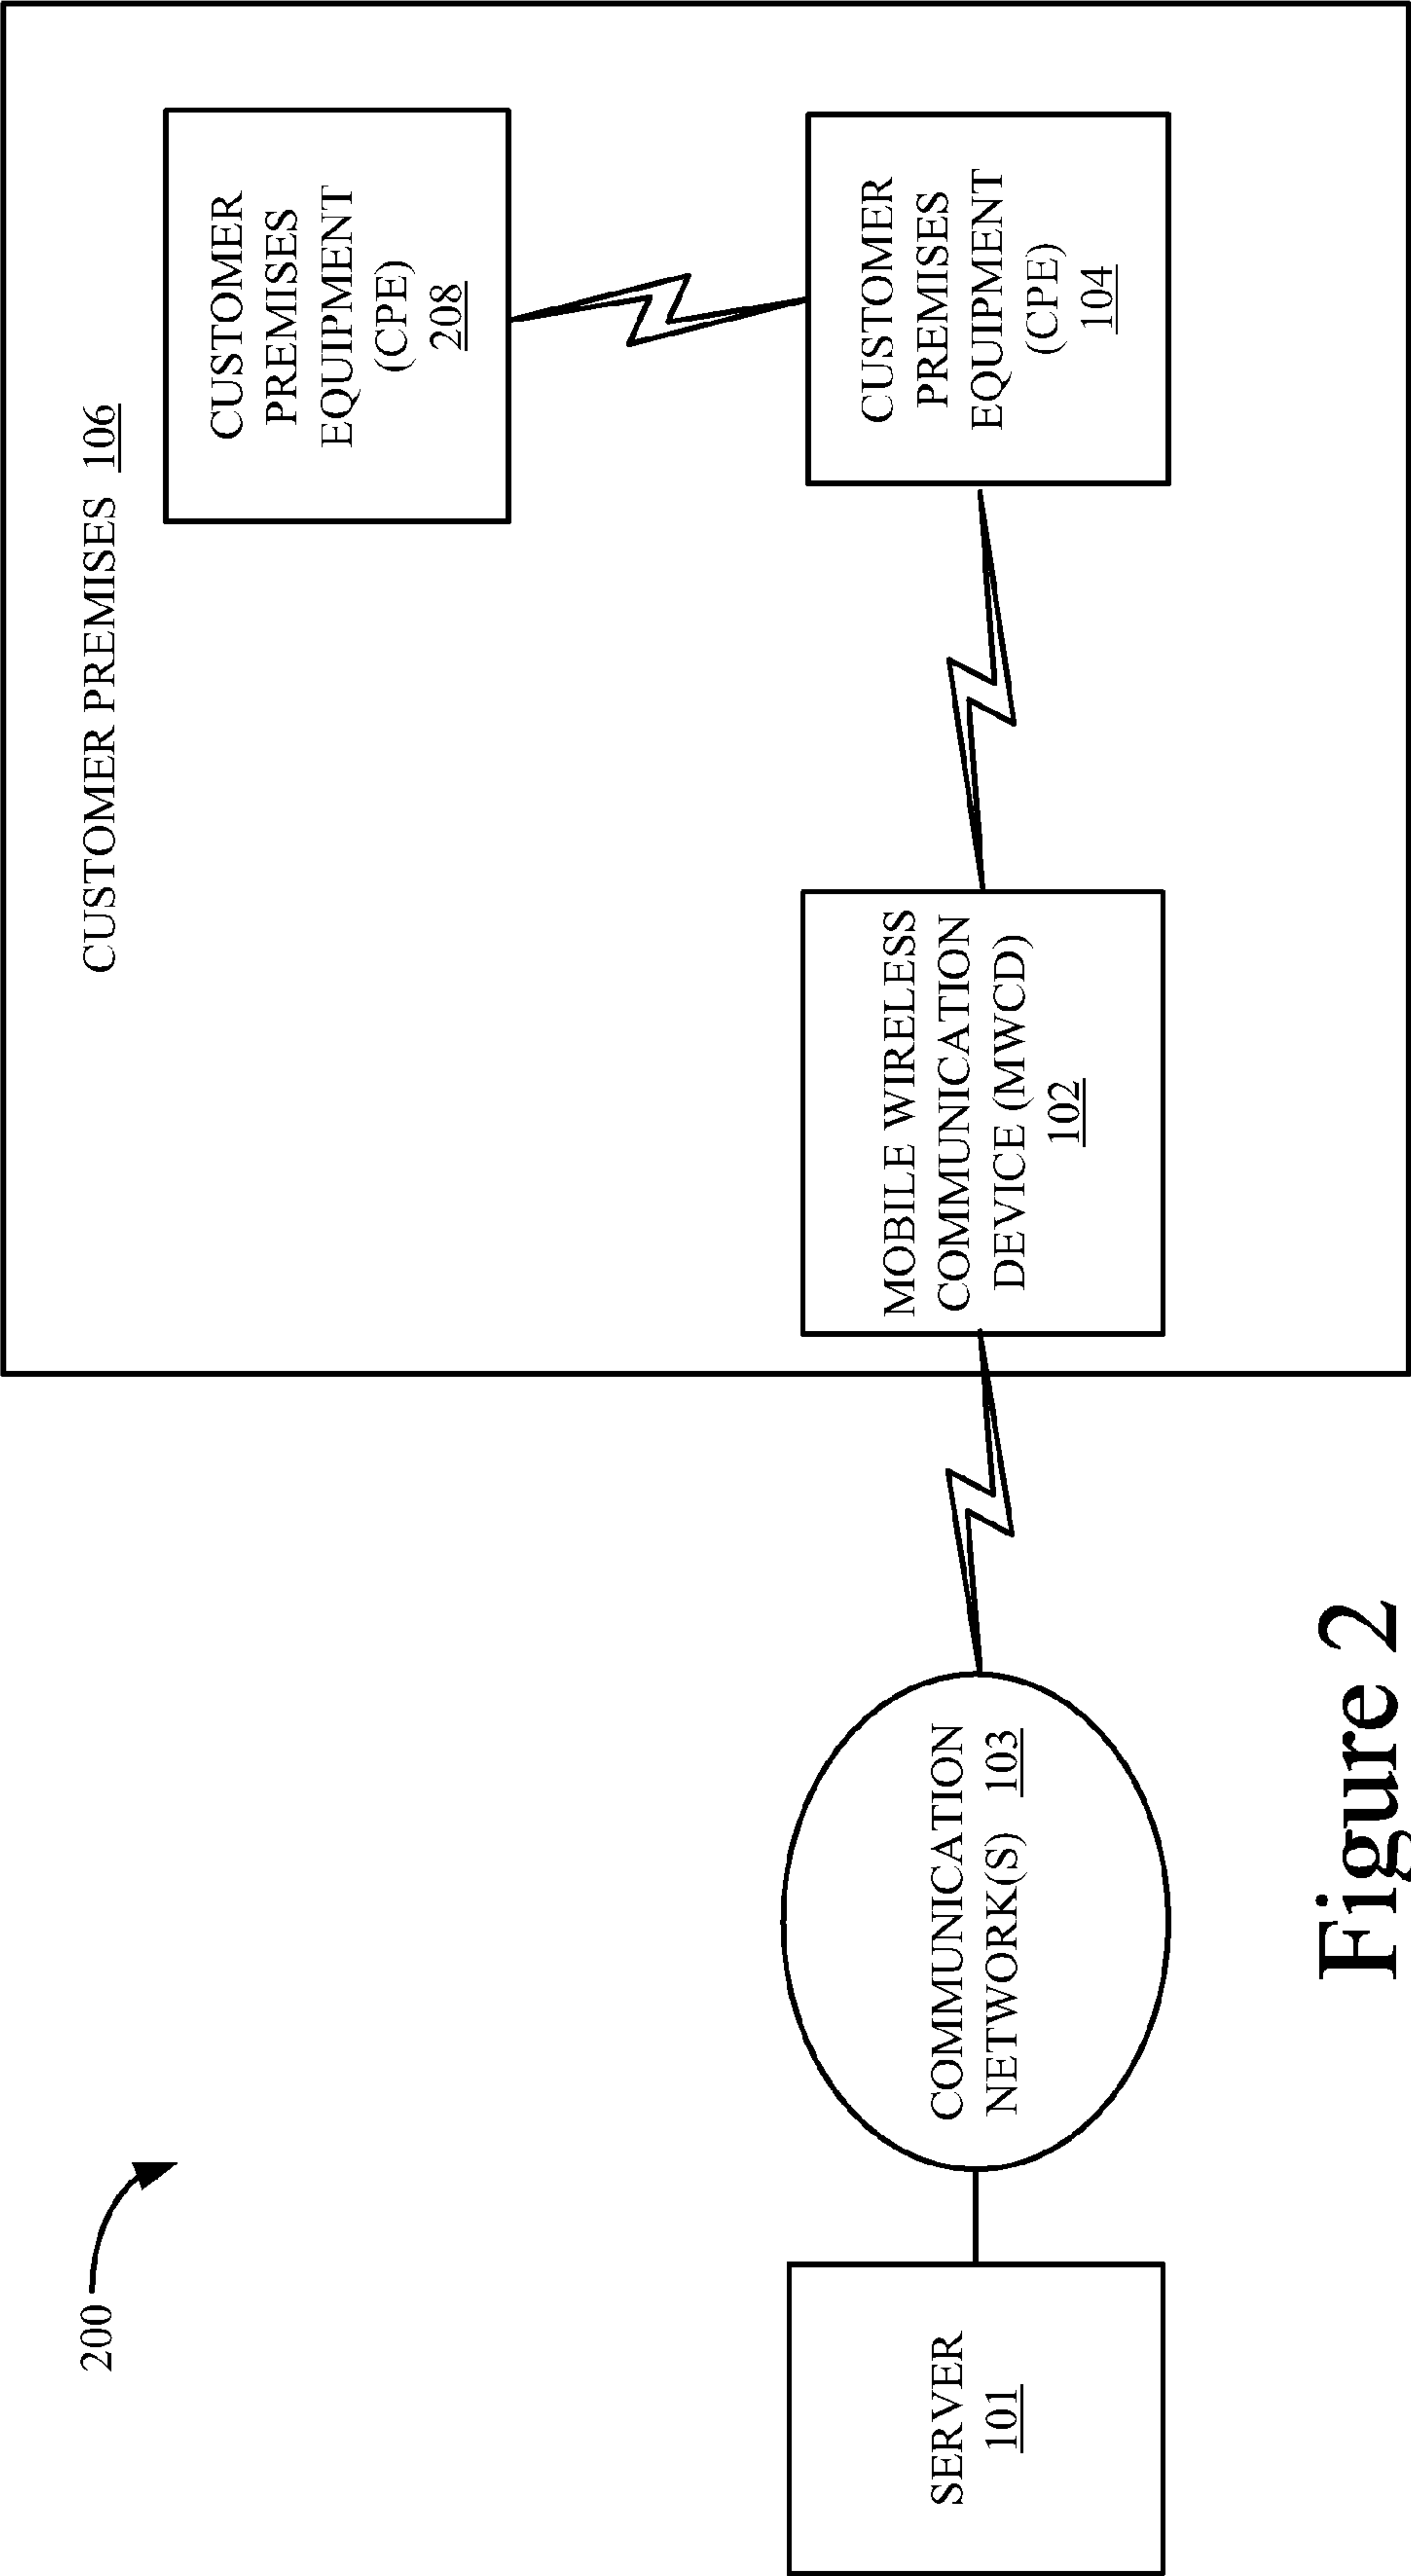 200
CUSTOMER PREMISES 106
CUSTOMER
PREMISES
EQUIPMENT
(CPE)
208
SERVER
101
COMMUNICATION
NETWORK(S) 103
MOBILE WIRELESS
COMMUNICATION
DEVICE (MWCD)
102
CUSTOMER
PREMISES
EQUIPMENT
(CPE)
104
Figure 2